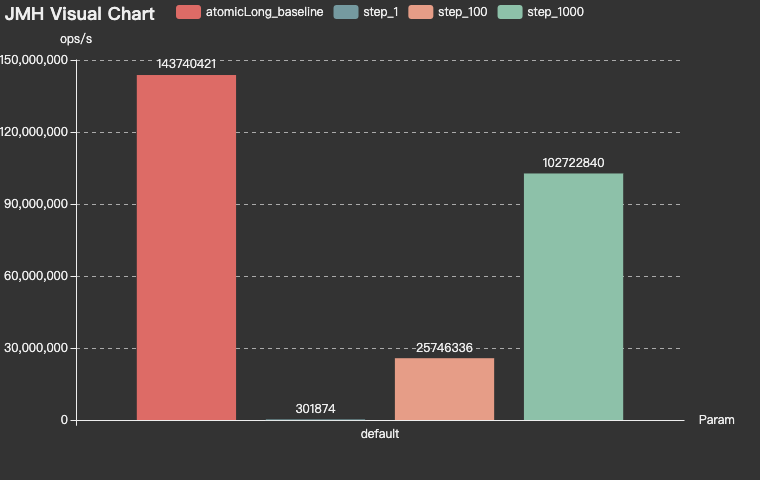 JMH Visual Chart
atomicLong_baseline
step_1
step_100
step_1000
ops/s
150,000,000
143740421
120,000,000
102722840
90,000,000
60,000,000
30,000,000
25746336
301874
0
Param
default